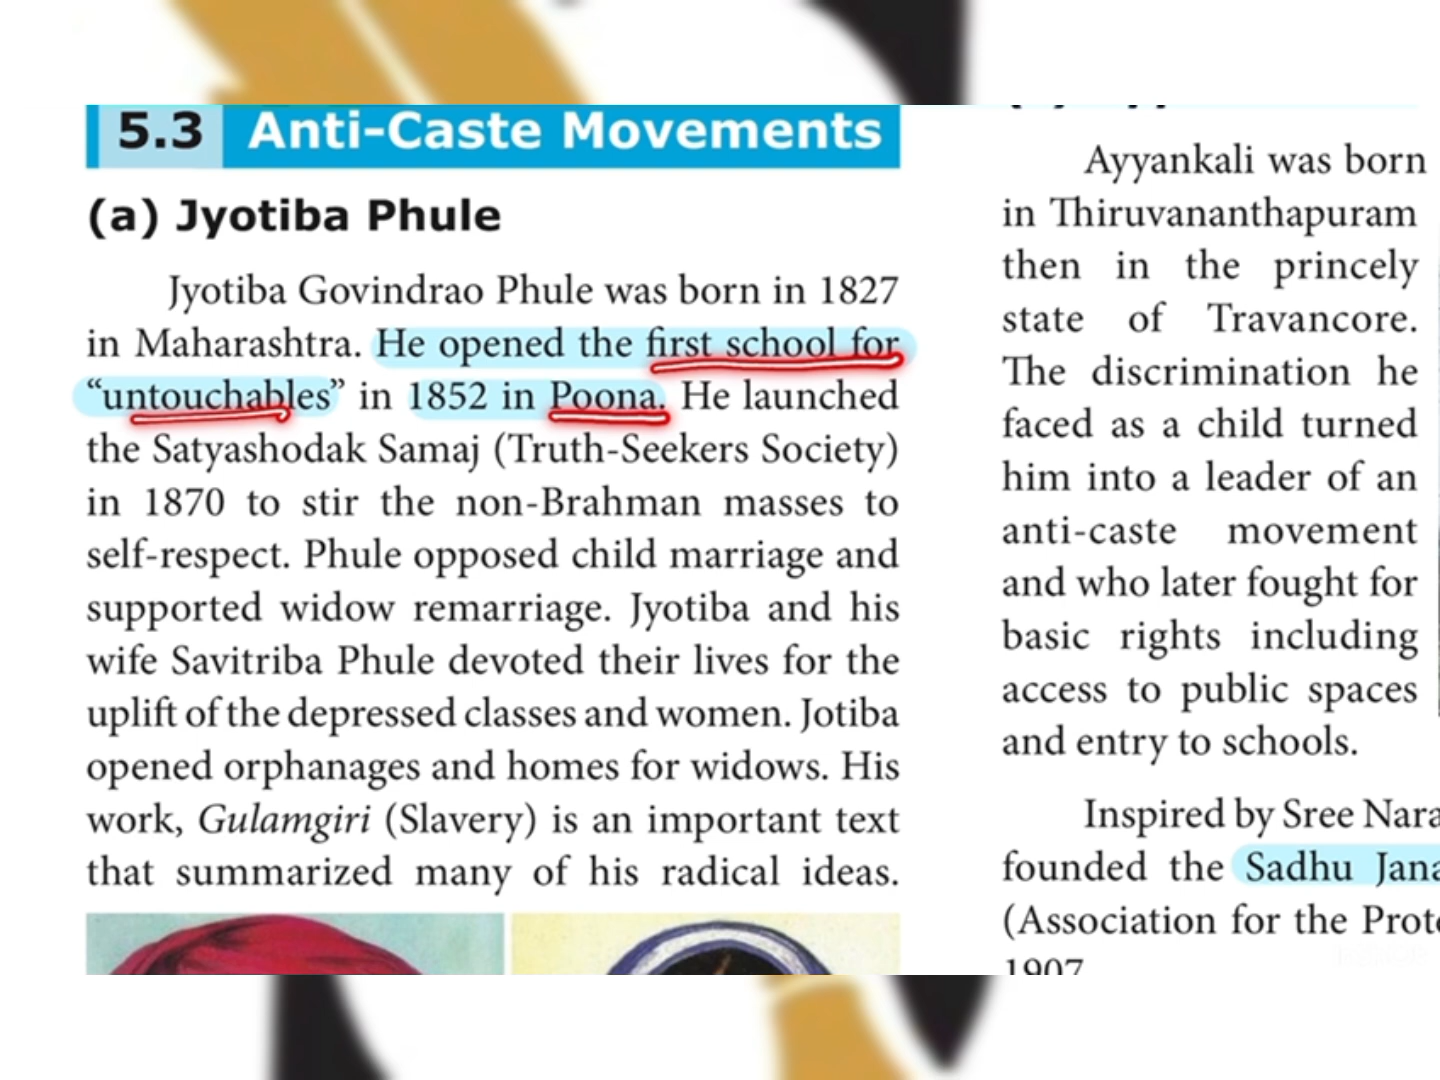 5.3 Anti-Caste Movements
(a) Jyotiba Phule
Jyotiba Govindrao Phule was born in 1827
in Maharashtra. He opened the first school for
“untouchables” in 1852 in Poona. He launched
the Satyashodak Samaj (Truth-Seekers Society)
in 1870 to stir the non-Brahman masses to
self-respect. Phule opposed child marriage and
supported widow remarriage. Jyotiba and his
wife Savitriba Phule devoted their lives for the
uplift of the depressed classes and women. Jotiba
opened orphanages and homes for widows. His
work, Gulamgiri (Slavery) is an important text
that summarized many of his radical ideas.
Ayyankali was born
in Thiruvananthapuram
then in the princely
state of Travancore.
The discrimination he
faced as a child turned
him into a leader of an
anti-caste movement
and who later fought for
basic rights including
access to public spaces
and entry to schools.
Inspired by Sree Nara
founded the Sadhu Jana
(Association for the Prote
1907